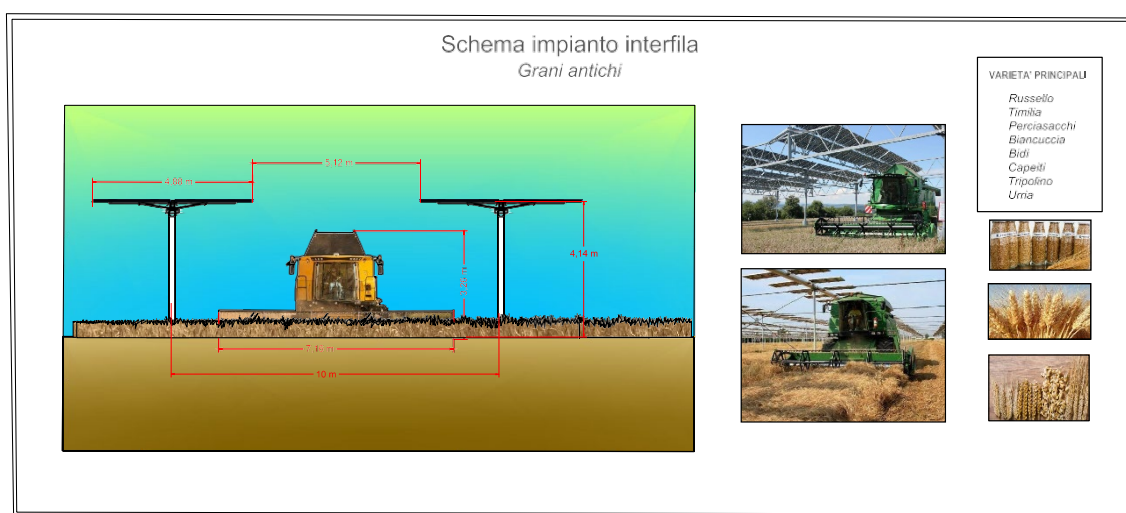 Schema impianto interfila
Grani antichi
VARIETA' PRINCIPALI
Russello
Timilia
Perciasacchi
Biancuccia
Bidi
Capeiti
Tripolino
Urria
5,12 m
4,88 m
4,14 m
10 m